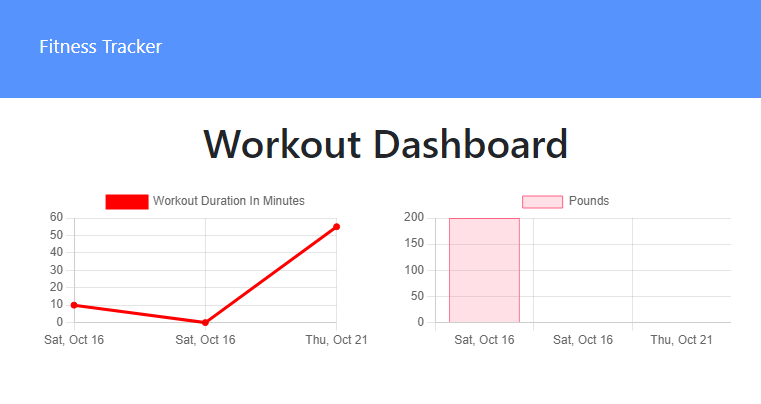 Fitness Tracker
Workout Dashboard
Workout Duration In Minutes
60
50
40
30
20
10
0
Sat, Oct 16 Sat, Oct 16 Thu, Oct 21
Pounds
200
150
100
50
0
Sat, Oct 16 Sat, Oct 16 Thu, Oct 21